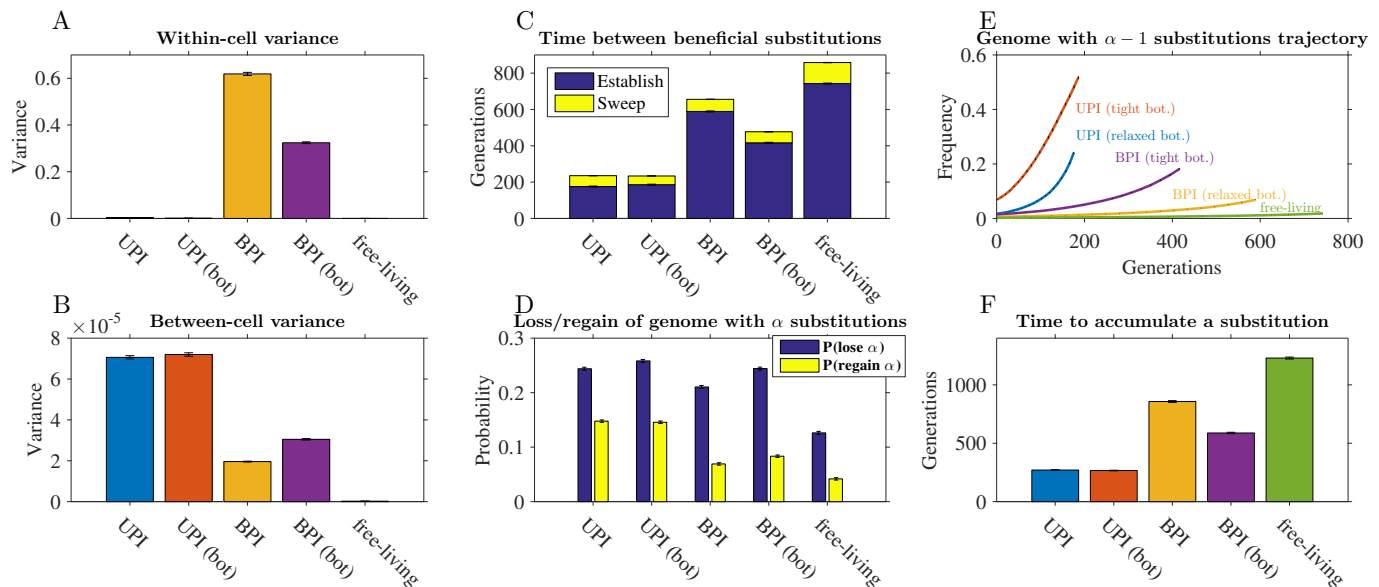 A
Within-cell variance
Variance
0.6
0.4
0.2
0
UPI
UPI (bot)
BPI
BPI (bot)
free-living
B
Between-cell variance
×10⁻⁵
Variance
8
6
4
2
0
UPI
UPI (bot)
BPI
BPI (bot)
free-living
C
Time between beneficial substitutions
Generations
800
600
400
200
0
Establish
Sweep
UPI
UPI (bot)
BPI
BPI (bot)
free-living
D
Loss/regain of genome with α substitutions
Probability
0.3
0.2
0.1
0
P(lose α)
P(regain α)
UPI
UPI (bot)
BPI
BPI (bot)
free-living
E
Genome with α − 1 substitutions trajectory
Frequency
0.6
0.4
0.2
0
UPI (tight bot.)
UPI (relaxed bot.)
BPI (tight bot.)
BPI (relaxed bot.)
free-living
0 200 400 600 800
Generations
F
Time to accumulate a substitution
Generations
1000
500
0
UPI
UPI (bot)
BPI
BPI (bot)
free-living